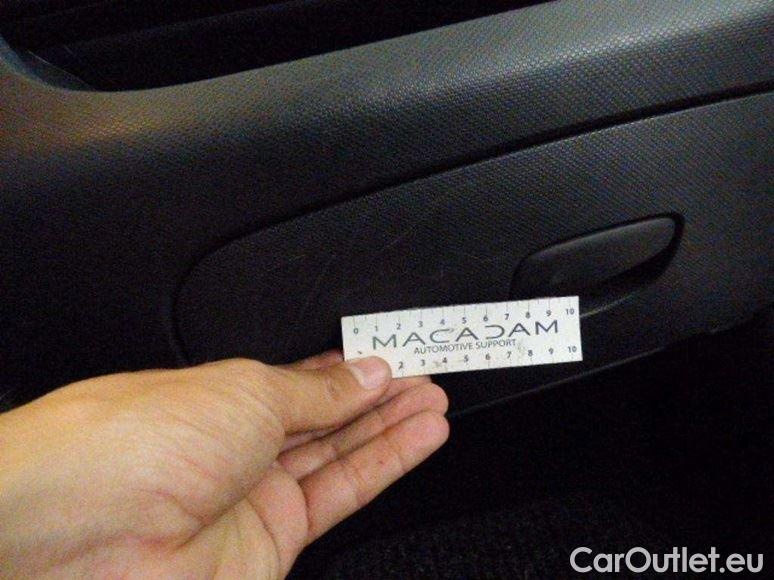 0 1 2 3 4 5 6 7 8 9 10
MACADAM
AUTOMOTIVE SUPPORT
2 3 4 5 6 7 8 9 10
CarOutlet.eu